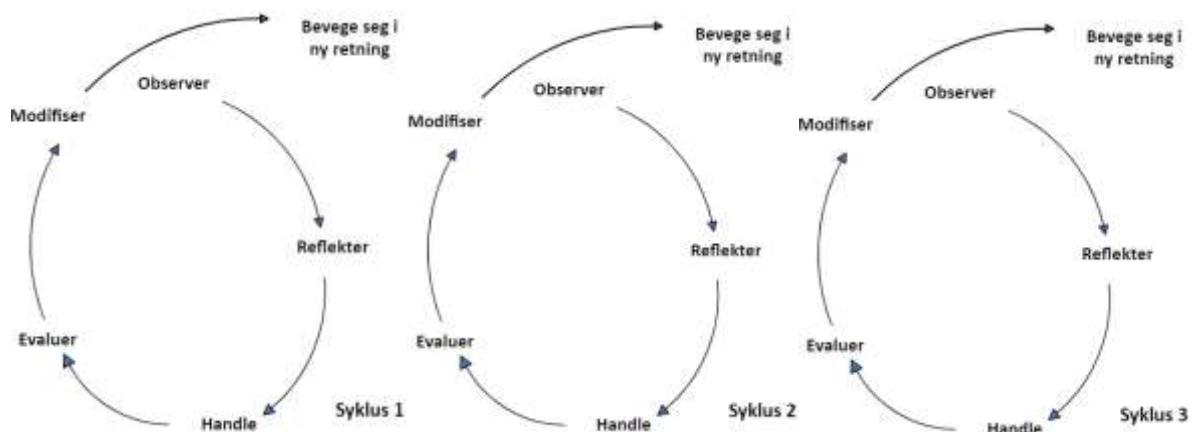 Bevege seg i
ny retning
Observer
Modifiser
Reflekter
Evaluer
Handle
Syklus 1
Bevege seg i
ny retning
Observer
Modifiser
Reflekter
Evaluer
Handle
Syklus 2
Bevege seg i
ny retning
Observer
Modifiser
Reflekter
Evaluer
Handle
Syklus 3